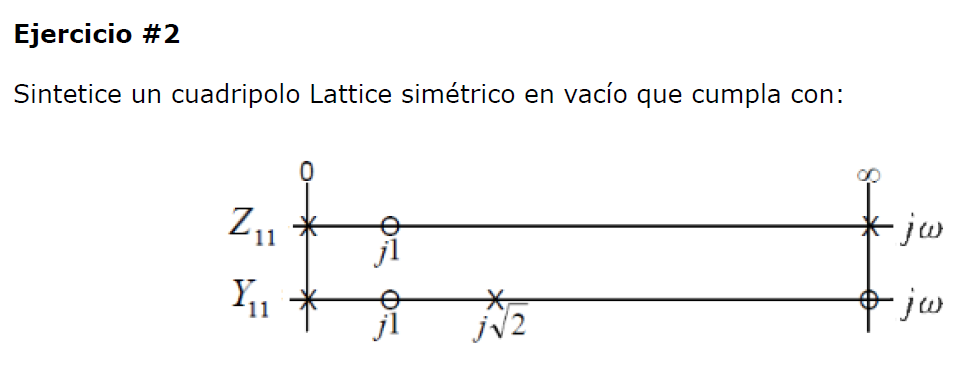 Ejercicio #2
Sintetice un cuadripolo Lattice simétrico en vacío que cumpla con:
0 ∞
Z₁₁ jω
j1
Y₁₁ jω
j1 j√2